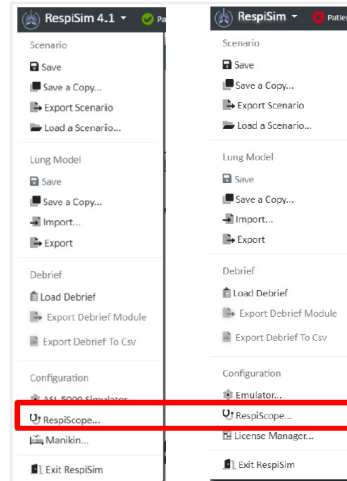 RespiSim 4.1
Pa
Scenario
Save
Save a Copy...
Export Scenario
Load a Scenario...
Lung Model
Save
Save a Copy...
Import...
Export
Debrief
Load Debrief
Export Debrief Module
Export Debrief To Csv
Configuration
ASL 5000 Simulator...
RespiScope...
Manikin...
Exit RespiSim
RespiSim
Patie
Scenario
Save
Save a Copy...
Export Scenario
Load a Scenario...
Lung Model
Save
Save a Copy...
Import...
Export
Debrief
Load Debrief
Export Debrief Module
Export Debrief To Csv
Configuration
Emulator...
RespiScope...
License Manager...
Exit RespiSim